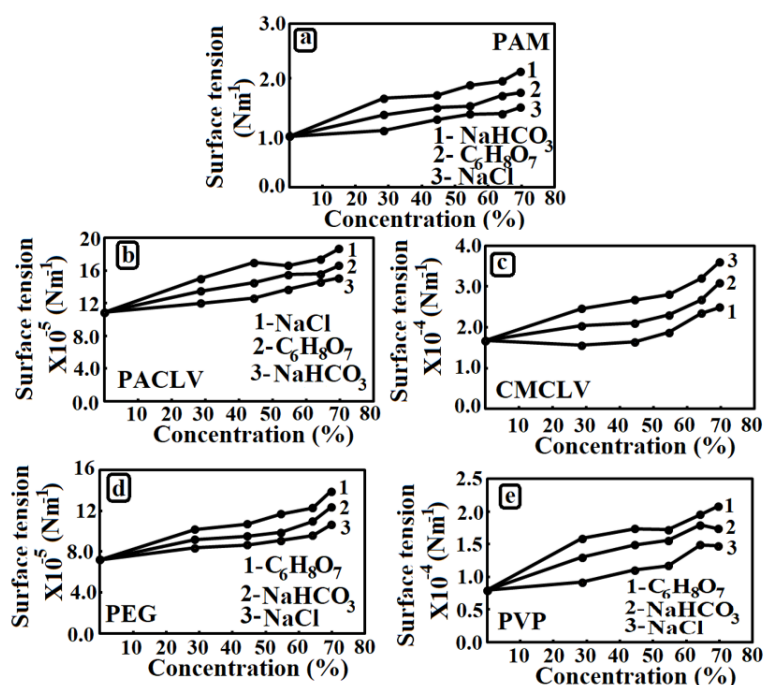 a
PAM
Surface tension
(Nm⁻¹)
3.0
2.0
1.0
0.0
1
2
3
1- NaHCO₃
2- C₆H₈O₇
3- NaCl
10 20 30 40 50 60 70 80
Concentration (%)
b
Surface tension
X10⁻⁵ (Nm⁻¹)
20
16
12
8.0
4.0
0.0
1
2
3
1-NaCl
2-C₆H₈O₇
3-NaHCO₃
PACLV
10 20 30 40 50 60 70 80
Concentration (%)
c
Surface tension
X10⁻⁴ (Nm⁻¹)
4.0
3.0
2.0
1.0
0.0
3
2
1
CMCLV
10 20 30 40 50 60 70 80
Concentration (%)
d
Surface tension
X10⁻⁵ (Nm⁻¹)
16
12
8.0
4.0
0.0
1
2
3
1-C₆H₈O₇
2-NaHCO₃
3-NaCl
PEG
10 20 30 40 50 60 70 80
Concentration (%)
e
Surface tension
X10⁻⁴ (Nm⁻¹)
2.5
2.0
1.5
1.0
0.5
0.0
1
2
3
1-C₆H₈O₇
2-NaHCO₃
3-NaCl
PVP
10 20 30 40 50 60 70 80
Concentration (%)